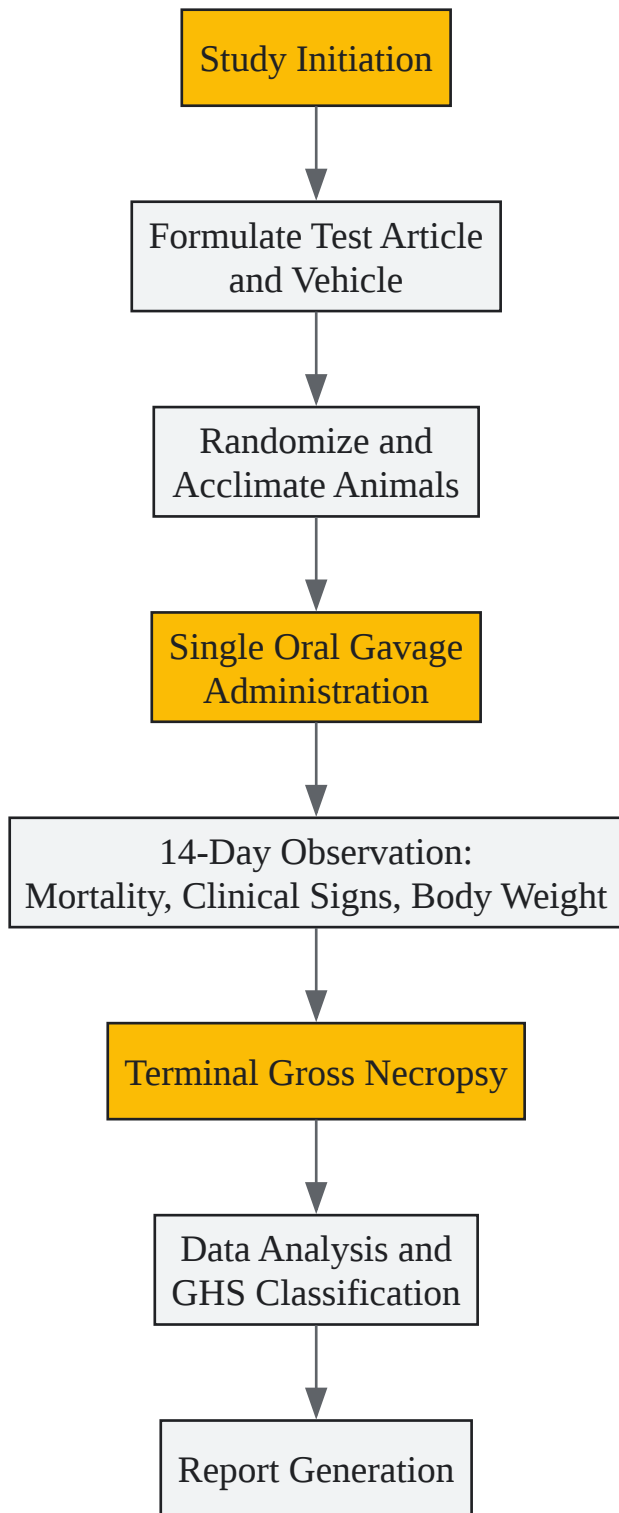 Study Initiation
Formulate Test Article
and Vehicle
Randomize and
Acclimate Animals
Single Oral Gavage
Administration
14-Day Observation:
Mortality, Clinical Signs, Body Weight
Terminal Gross Necropsy
Data Analysis and
GHS Classification
Report Generation